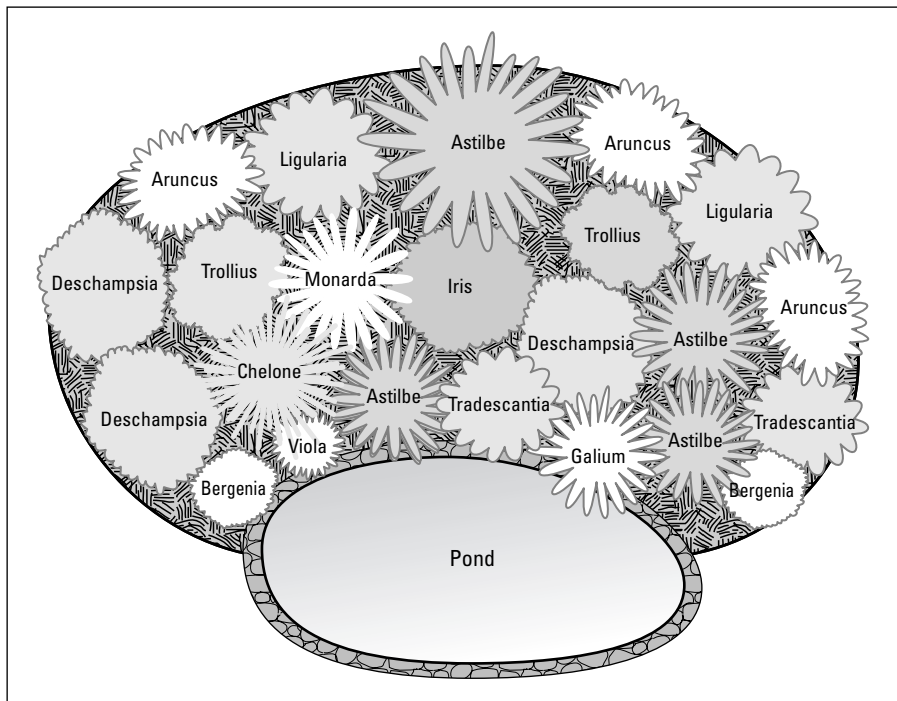 Astilbe
Aruncus
Ligularia
Aruncus
Ligularia
Trollius
Trollius
Deschampsia
Monarda
Iris
Aruncus
Astilbe
Deschampsia
Chelone
Astilbe
Tradescantia
Deschampsia
Tradescantia
Viola
Galium
Astilbe
Bergenia
Bergenia
Pond